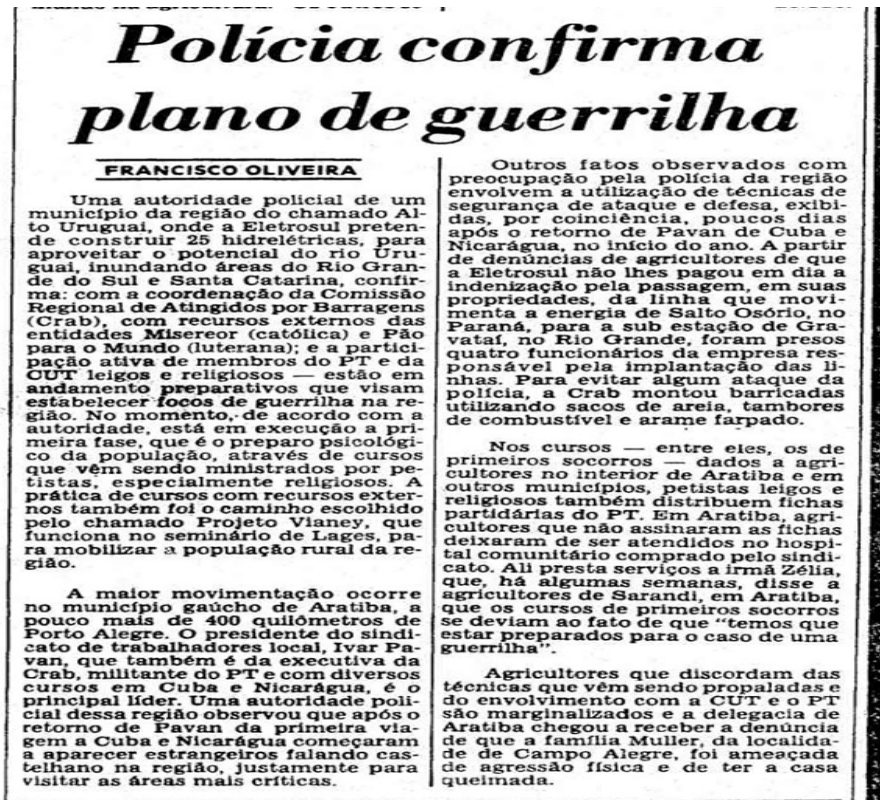 Polícia confirma
plano de guerrilha
FRANCISCO OLIVEIRA
Uma autoridade policial de um
município da região do chamado Al-
to Uruguai, onde a Eletrosul preten-
de construir 25 hidrelétricas, para
aproveitar o potencial do rio Uru-
guai, inundando áreas do Rio Gran-
de do Sul e Santa Catarina, confir-
ma: com a coordenação da Comissão
Regional de Atingidos por Barragens
(Crab), com recursos externos das
entidades Misereor (católica) e Pão
para o Mundo (luterana); e a partici-
pação ativa de membros do PT e da
CUT leigos e religiosos — estão em
andamento preparativos que visam
estabelecer focos de guerrilha na re-
gião. No momento, de acordo com a
autoridade, está em execução a pri-
meira fase, que é o preparo psicológi-
co da população, através de cursos
que vêm sendo ministrados por pe-
tistas, especialmente religiosos. A
prática de cursos com recursos exter-
nos também foi o caminho escolhido
pelo chamado Projeto Vianey, que
funciona no seminário de Lages, pa-
ra mobilizar a população rural da re-
gião.
A maior movimentação ocorre
no município gaúcho de Aratiba, a
pouco mais de 400 quilômetros de
Porto Alegre. O presidente do sindi-
cato de trabalhadores local, Ivar Pa-
van, que também é da executiva da
Crab, militante do PT e com diversos
cursos em Cuba e Nicarágua, é o
principal líder. Uma autoridade poli-
cial dessa região observou que após o
retorno de Pavan da primeira via-
gem a Cuba e Nicarágua começaram
a aparecer estrangeiros falando cas-
telhano na região, justamente para
visitar as áreas mais críticas.
Outros fatos observados com
preocupação pela polícia da região
envolvem a utilização de técnicas de
segurança de ataque e defesa, exibi-
das, por coincidência, poucos dias
após o retorno de Pavan de Cuba e
Nicarágua, no início do ano. A partir
de denúncias de agricultores de que
a Eletrosul não lhes pagou em dia a
indenização pela passagem, em suas
propriedades, da linha que movi-
menta a energia de Salto Osório, no
Paraná, para a sub estação de Gra-
vataí, no Rio Grande, foram presos
quatro funcionários da empresa res-
ponsável pela implantação das li-
nhas. Para evitar algum ataque da
polícia, a Crab montou barricadas
utilizando sacos de areia, tambores
de combustível e arame farpado.
Nos cursos — entre eles, os de
primeiros socorros — dados a agri-
cultores no interior de Aratiba e em
outros municípios, petistas leigos e
religiosos também distribuem fichas
partidárias do PT. Em Aratiba, agri-
cultores que não assinaram as fichas
deixaram de ser atendidos no hospi-
tal comunitário comprado pelo sindi-
cato. Ali presta serviços a irmã Zélia,
que, há algumas semanas, disse a
agricultores de Sarandi, em Aratiba,
que os cursos de primeiros socorros
se deviam ao fato de que "temos que
estar preparados para o caso de uma
guerrilha".
Agricultores que discordam das
técnicas que vêm sendo propaladas e
do envolvimento com a CUT e o PT
são marginalizados e a delegacia de
Aratiba chegou a receber a denúncia
de que a família Muller, da localida-
de de Campo Alegre, foi ameaçada
de agressão física e de ter a casa
queimada.